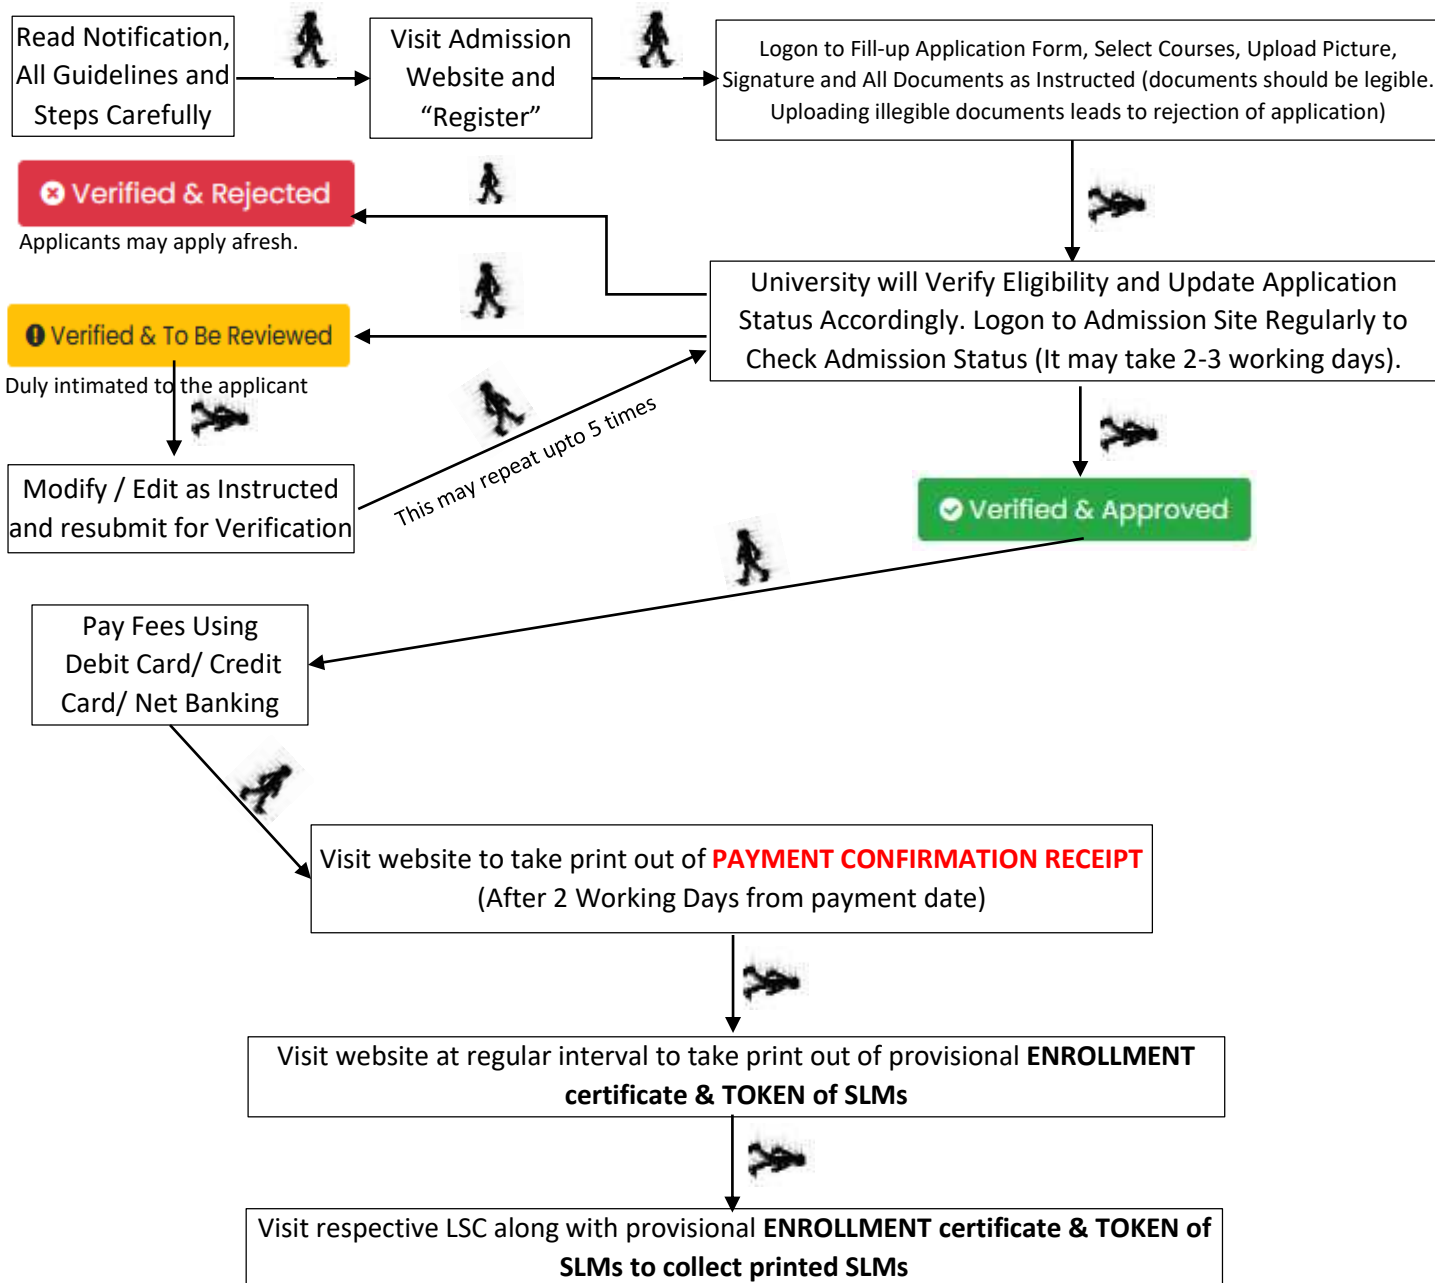 Read Notification,
All Guidelines and
Steps Carefully
Visit Admission
Website and
“Register”
Logon to Fill-up Application Form, Select Courses, Upload Picture,
Signature and All Documents as Instructed (documents should be legible.
Uploading illegible documents leads to rejection of application)
Verified & Rejected
Applicants may apply afresh.
University will Verify Eligibility and Update Application
Status Accordingly. Logon to Admission Site Regularly to
Check Admission Status (It may take 2-3 working days).
Verified & To Be Reviewed
Duly intimated to the applicant
This may repeat upto 5 times
Modify / Edit as Instructed
and resubmit for Verification
Verified & Approved
Pay Fees Using
Debit Card/ Credit
Card/ Net Banking
Visit website to take print out of PAYMENT CONFIRMATION RECEIPT
(After 2 Working Days from payment date)
Visit website at regular interval to take print out of provisional ENROLLMENT
certificate & TOKEN of SLMs
Visit respective LSC along with provisional ENROLLMENT certificate & TOKEN of
SLMs to collect printed SLMs